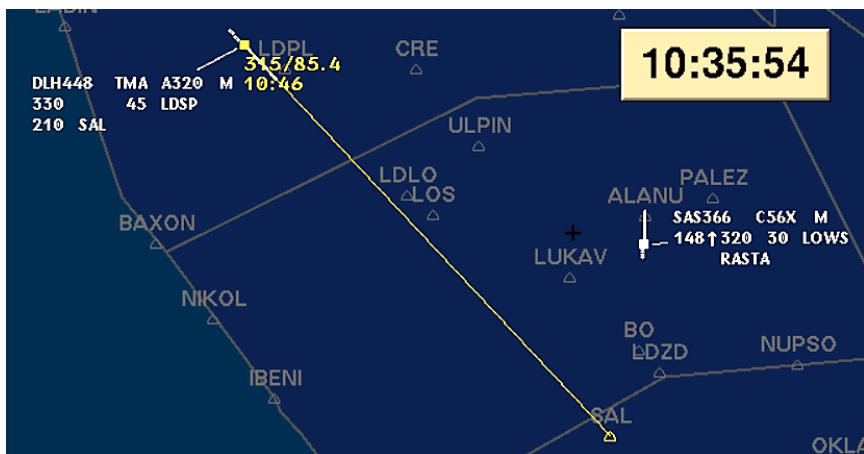 LABIN
10:35:54
LDPL
CRE
315/85.4
10:46
DLH448 TMA A320 M
330 45 LDSP
210 SAL
ULPIN
LDLO
LOS
PALEZ
ALANU
SAS366 C56X M
148↑320 30 LOWS
RASTA
BAXON
LUKAV
NIKOL
BO
LDZD
NUPSO
IBENI
SAL
OKLA